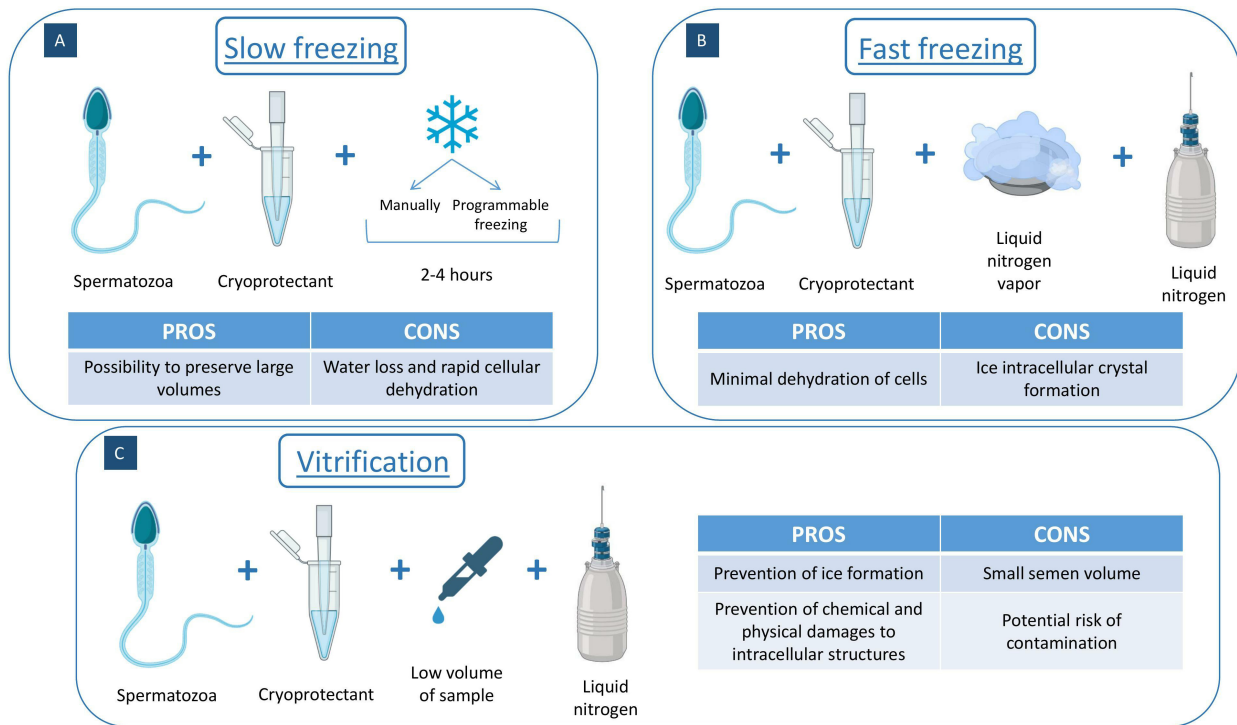 A
Slow freezing
Manually
Programmable
freezing
Spermatozoa
Cryoprotectant
2-4 hours
PROS
CONS
Possibility to preserve large
volumes
Water loss and rapid cellular
dehydration
B
Fast freezing
Spermatozoa
Cryoprotectant
Liquid
nitrogen
vapor
Liquid
nitrogen
PROS
CONS
Minimal dehydration of cells
Ice intracellular crystal
formation
C
Vitrification
Spermatozoa
Cryoprotectant
Low volume
of sample
Liquid
nitrogen
PROS
CONS
Prevention of ice formation
Small semen volume
Prevention of chemical and
physical damages to
intracellular structures
Potential risk of
contamination